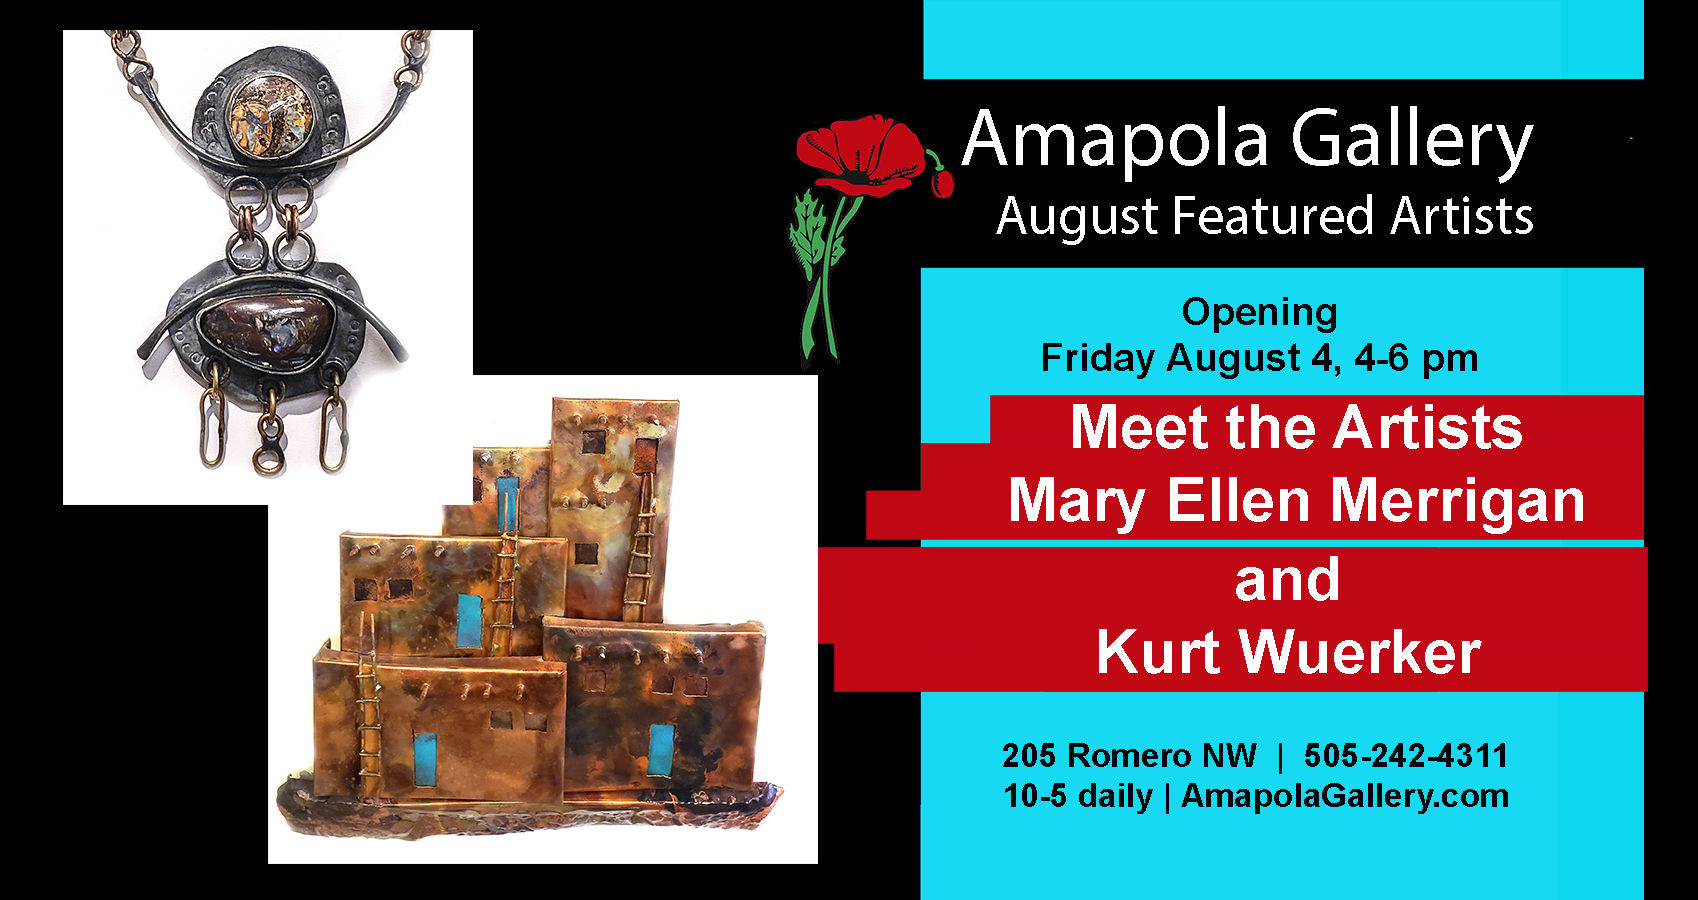 Amapola Gallery
August Featured Artists
Opening
Friday August 4, 4-6 pm
Meet the Artists
Mary Ellen Merrigan
and
Kurt Wuerker
205 Romero NW | 505-242-4311
10-5 daily | AmapolaGallery.com